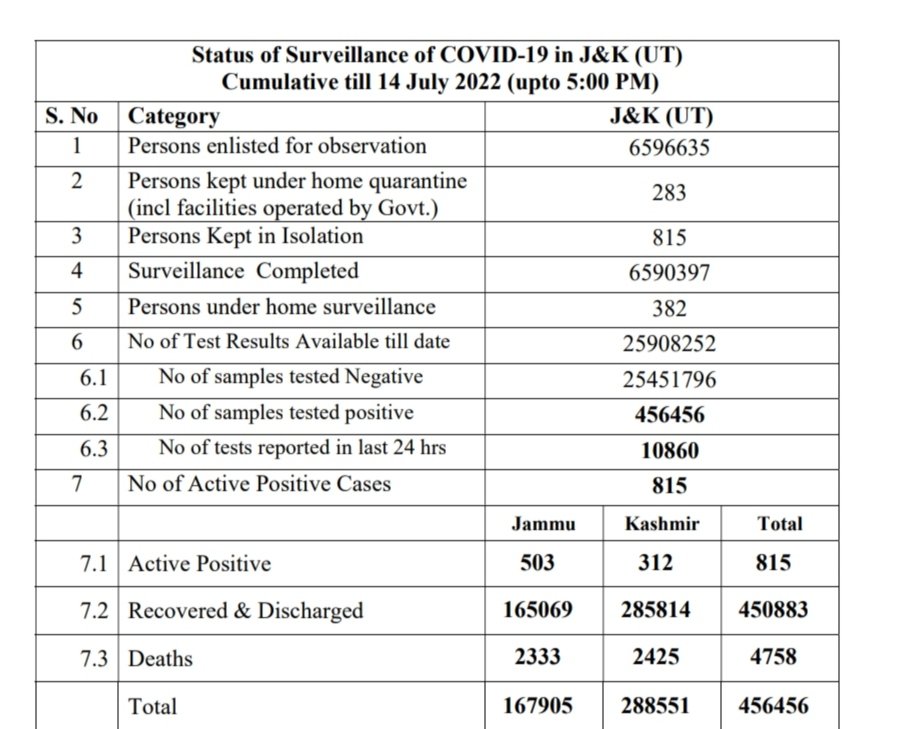 Status of Surveillance of COVID-19 in J&K (UT)
Cumulative till 14 July 2022 (upto 5:00 PM)
S. No Category J&K (UT)
1 Persons enlisted for observation 6596635
2 Persons kept under home quarantine
(incl facilities operated by Govt.) 283
3 Persons Kept in Isolation 815
4 Surveillance Completed 6590397
5 Persons under home surveillance 382
6 No of Test Results Available till date 25908252
6.1 No of samples tested Negative 25451796
6.2 No of samples tested positive 456456
6.3 No of tests reported in last 24 hrs 10860
7 No of Active Positive Cases 815
Jammu Kashmir Total
7.1 Active Positive 503 312 815
7.2 Recovered & Discharged 165069 285814 450883
7.3 Deaths 2333 2425 4758
Total 167905 288551 456456